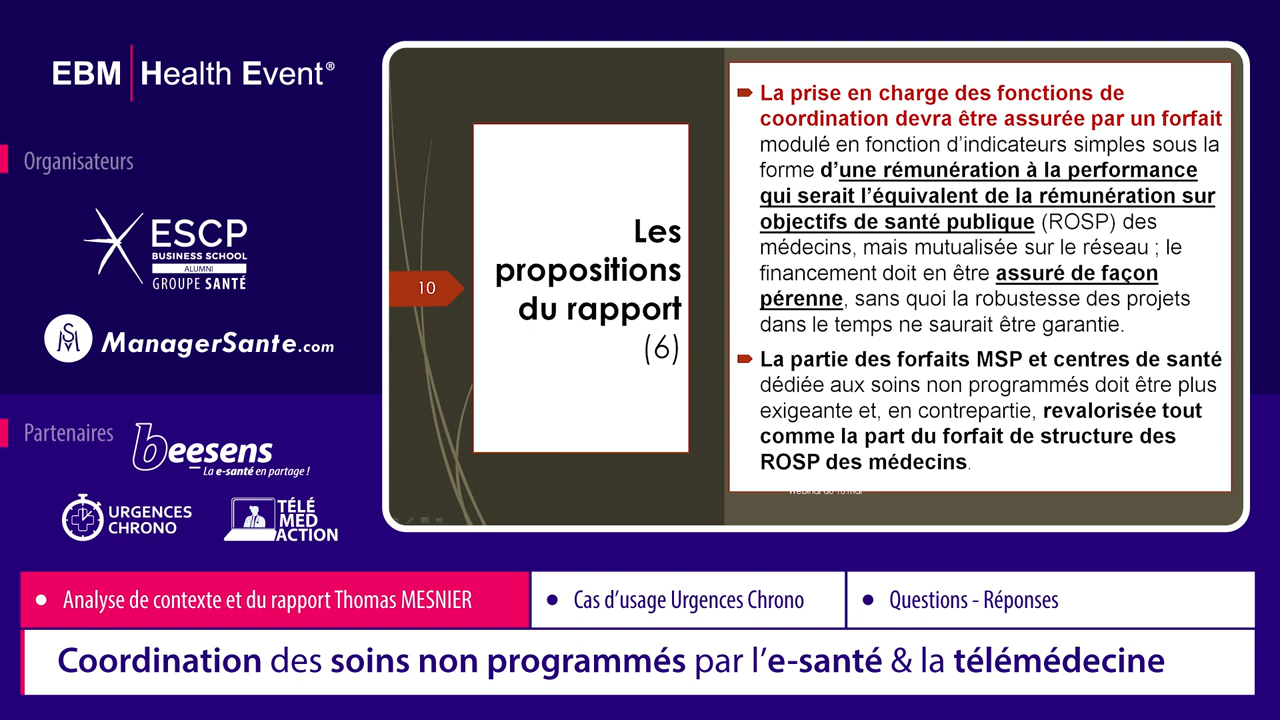 EBM Health Event®
Organisateurs
ESCP
BUSINESS SCHOOL
ALUMNI
GROUPE SANTÉ
SM
ManagerSante.com
Partenaires
beesens
La e-santé en partage !
URGENCES
CHRONO
TÉLÉ
MED
ACTION
10
Les
propositions
du rapport
(6)
La prise en charge des fonctions de
coordination devra être assurée par un forfait
modulé en fonction d'indicateurs simples sous la
forme d'une rémunération à la performance
qui serait l'équivalent de la rémunération sur
objectifs de santé publique (ROSP) des
médecins, mais mutualisée sur le réseau ; le
financement doit en être assuré de façon
pérenne, sans quoi la robustesse des projets
dans le temps ne saurait être garantie.
La partie des forfaits MSP et centres de santé
dédiée aux soins non programmés doit être plus
exigeante et, en contrepartie, revalorisée tout
comme la part du forfait de structure des
ROSP des médecins.
Webinar du 10 mai
Analyse de contexte et du rapport Thomas MESNIER
Cas d'usage Urgences Chrono
Questions - Réponses
Coordination des soins non programmés par l'e-santé & la télémédecine